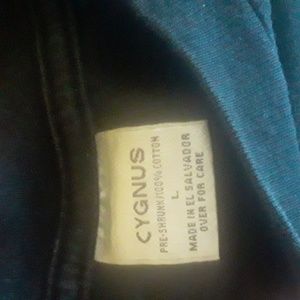 CYGNUS
PRE-SHRUNK/100% COTTON
L
MADE IN EL SALVADOR
OVER FOR CARE